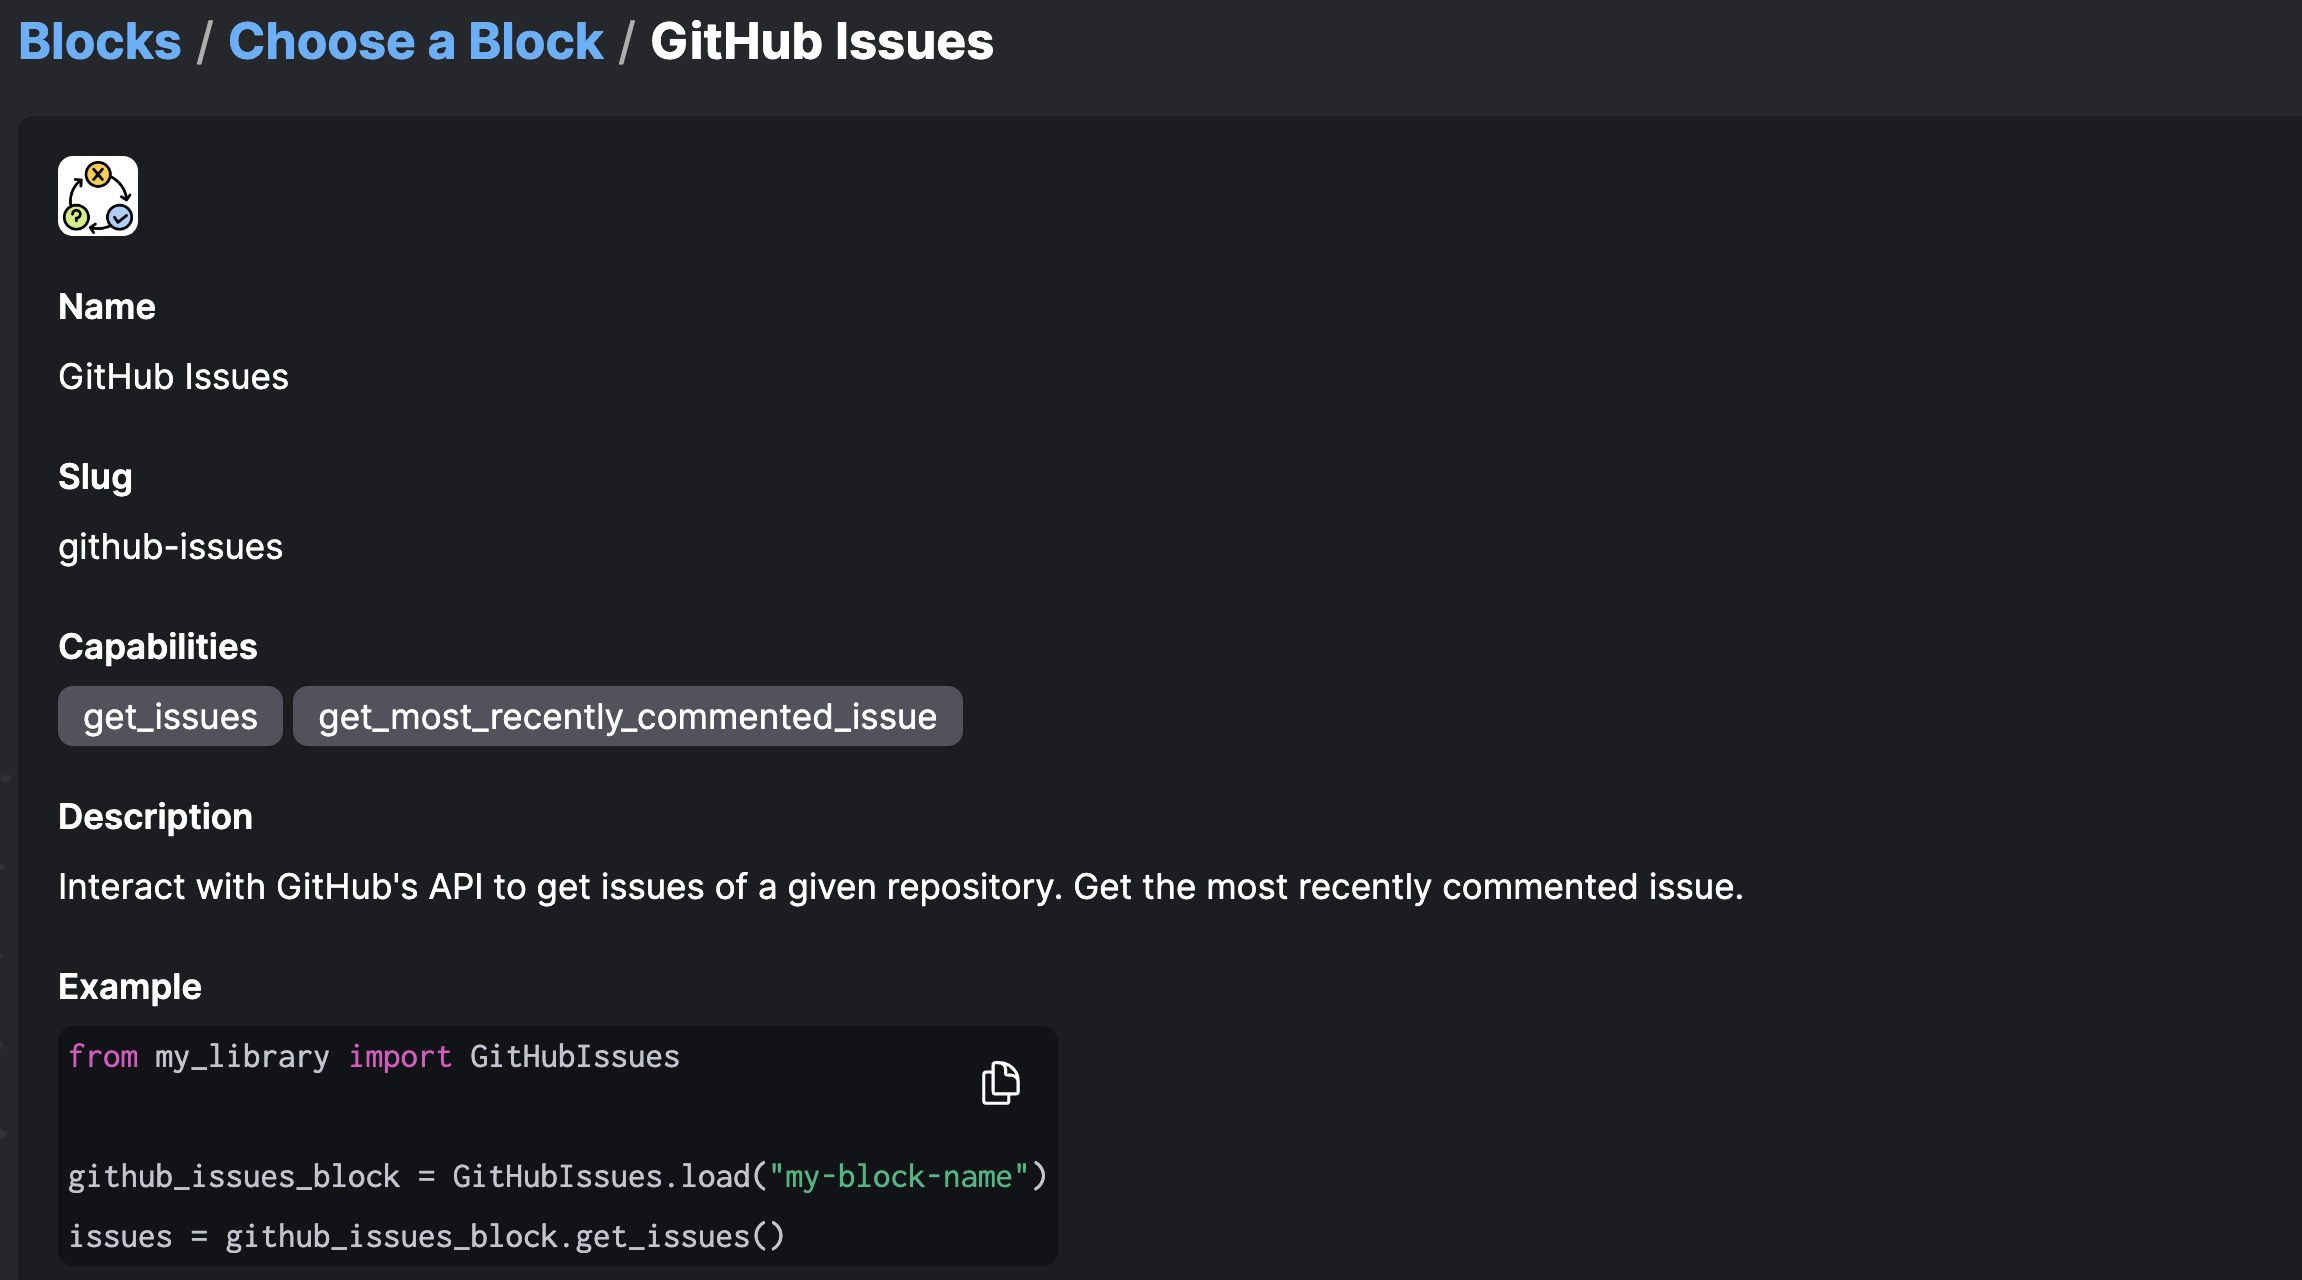 Blocks / Choose a Block / GitHub Issues
X
?
Name
GitHub Issues
Slug
github-issues
Capabilities
get_issues get_most_recently_commented_issue
Description
Interact with GitHub's API to get issues of a given repository. Get the most recently commented issue.
Example
from my_library import GitHubIssues
github_issues_block = GitHubIssues.load("my-block-name")
issues = github_issues_block.get_issues()